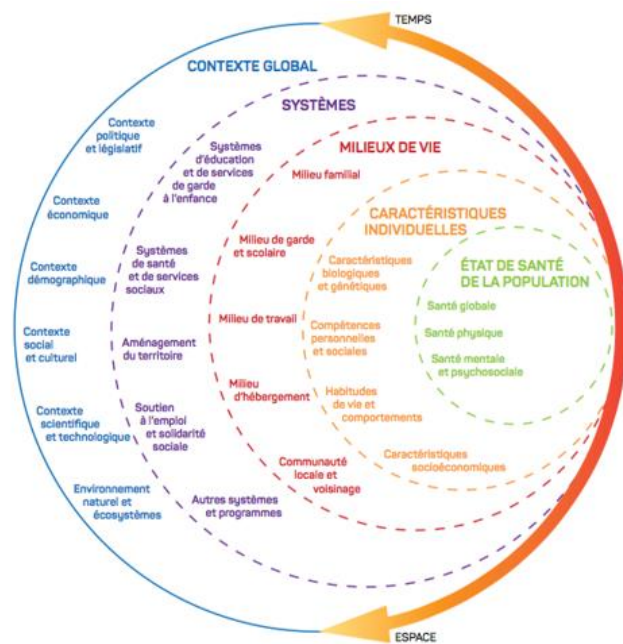 TEMPS
CONTEXTE GLOBAL
Contexte
politique
et législatif
Contexte
économique
Contexte
démographique
Contexte
social
et culturel
Contexte
scientifique
et technologique
Environnement
naturel et
écosystèmes
SYSTÈMES
Systèmes
d'éducation
et de services
de garde
à l'enfance
Systèmes
de santé
et de services
sociaux
Aménagement
du territoire
Soutien
à l'emploi
et solidarité
sociale
Autres systèmes
et programmes
MILIEUX DE VIE
Milieu familial
Milieu de garde
et scolaire
Milieu de travail
Milieu
d'hébergement
Communauté
locale et
voisinage
CARACTÉRISTIQUES
INDIVIDUELLES
Caractéristiques
biologiques
et génétiques
Compétences
personnelles
et sociales
Habitudes
de vie et
comportements
Caractéristiques
socioéconomiques
ÉTAT DE SANTÉ
DE LA POPULATION
Santé globale
Santé physique
Santé mentale
et psychosociale
ESPACE